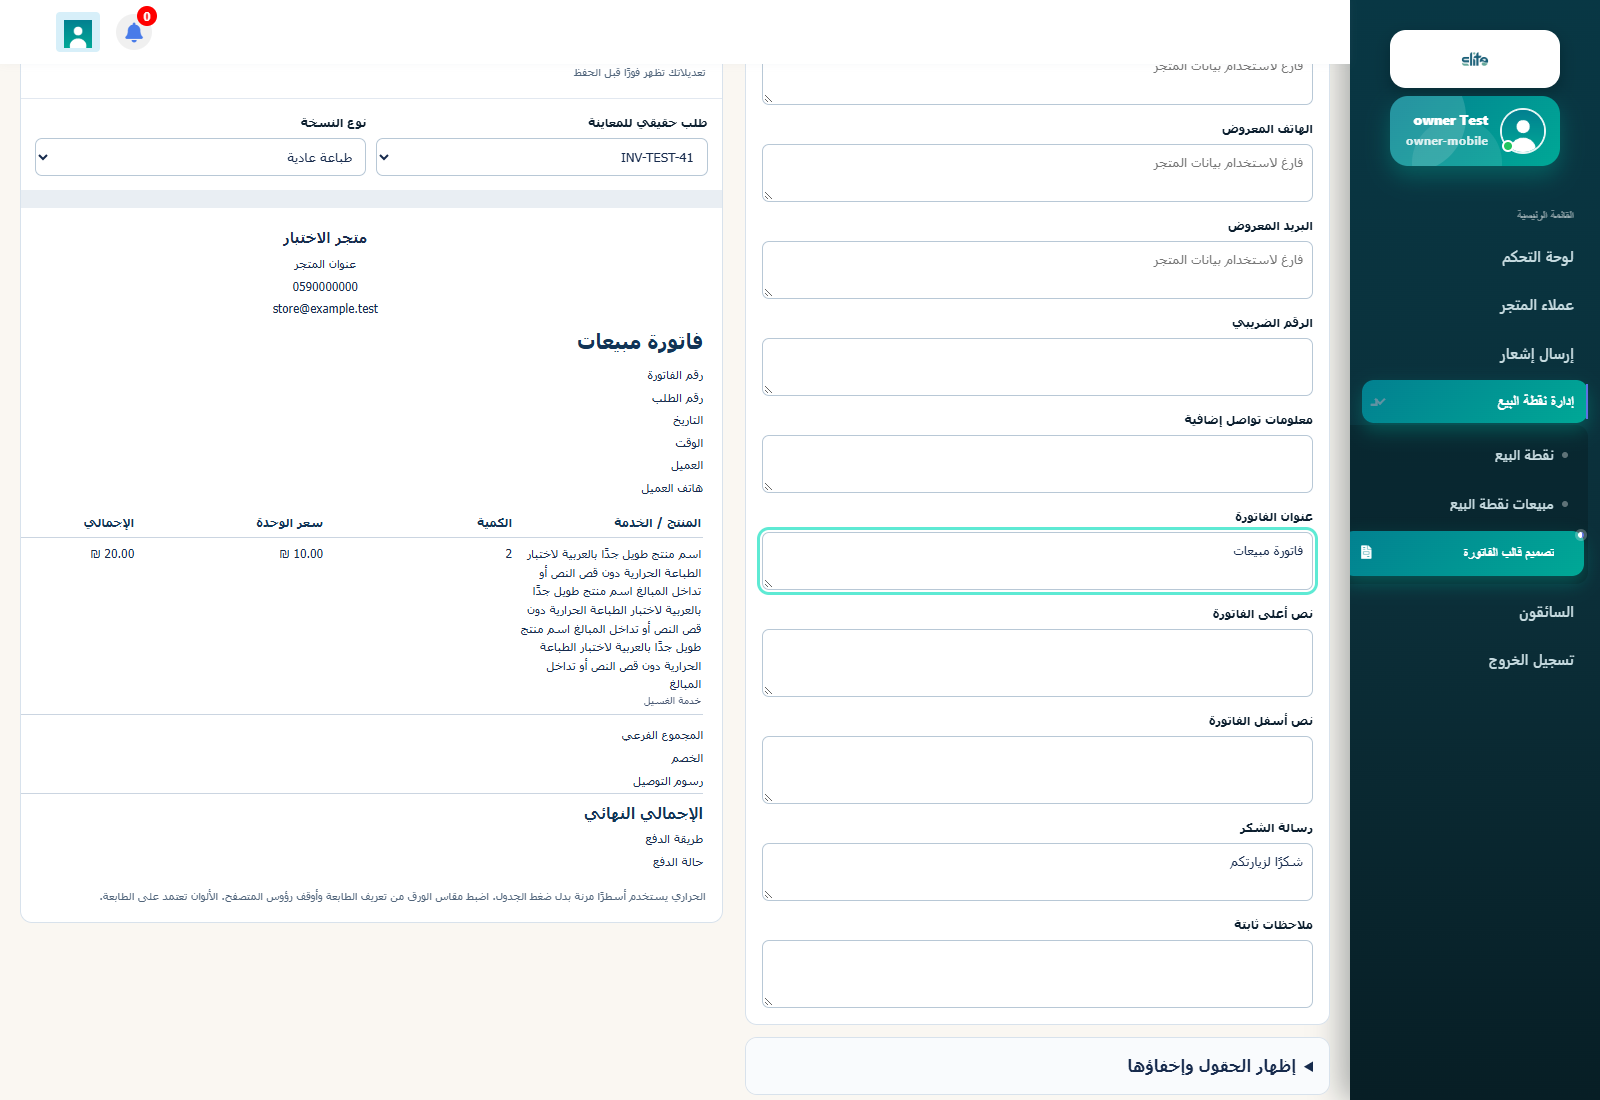 0
elite
owner Test
owner-mobile
القائمة الرئيسية
لوحة التحكم
عملاء المتجر
إرسال إشعار
إدارة نقطة البيع
نقطة البيع
مبيعات نقطة البيع
تصميم قالب الفاتورة
السائقون
تسجيل الخروج
فارغ لاستخدام بيانات المتجر
الهاتف المعروض
فارغ لاستخدام بيانات المتجر
البريد المعروض
فارغ لاستخدام بيانات المتجر
الرقم الضريبي
معلومات تواصل إضافية
عنوان الفاتورة
فاتورة مبيعات
نص أعلى الفاتورة
نص أسفل الفاتورة
رسالة الشكر
شكرًا لزيارتكم
ملاحظات ثابتة
إظهار الحقول وإخفاؤها
تعديلاتك تظهر فورًا قبل الحفظ
طلب حقيقي للمعاينة
نوع النسخة
INV-TEST-41
طباعة عادية
متجر الاختبار
عنوان المتجر
0590000000
store@example.test
فاتورة مبيعات
رقم الفاتورة
رقم الطلب
التاريخ
الوقت
العميل
هاتف العميل
المنتج / الخدمة الكمية سعر الوحدة الإجمالي
اسم منتج طويل جدًا بالعربية لاختبار 2 10.00 ₪ 20.00 ₪
الطباعة الحرارية دون قص النص أو
تداخل المبالغ اسم منتج طويل جدًا
بالعربية لاختبار الطباعة الحرارية دون
قص النص أو تداخل المبالغ اسم منتج
طويل جدًا بالعربية لاختبار الطباعة
الحرارية دون قص النص أو تداخل
المبالغ
خدمة الغسيل
المجموع الفرعي
الخصم
رسوم التوصيل
الإجمالي النهائي
طريقة الدفع
حالة الدفع
الحراري يستخدم أسطرًا مرنة بدل ضغط الجدول. اضبط مقاس الورق من تعريف الطابعة وأوقف رؤوس المتصفح. الألوان تعتمد على الطابعة.